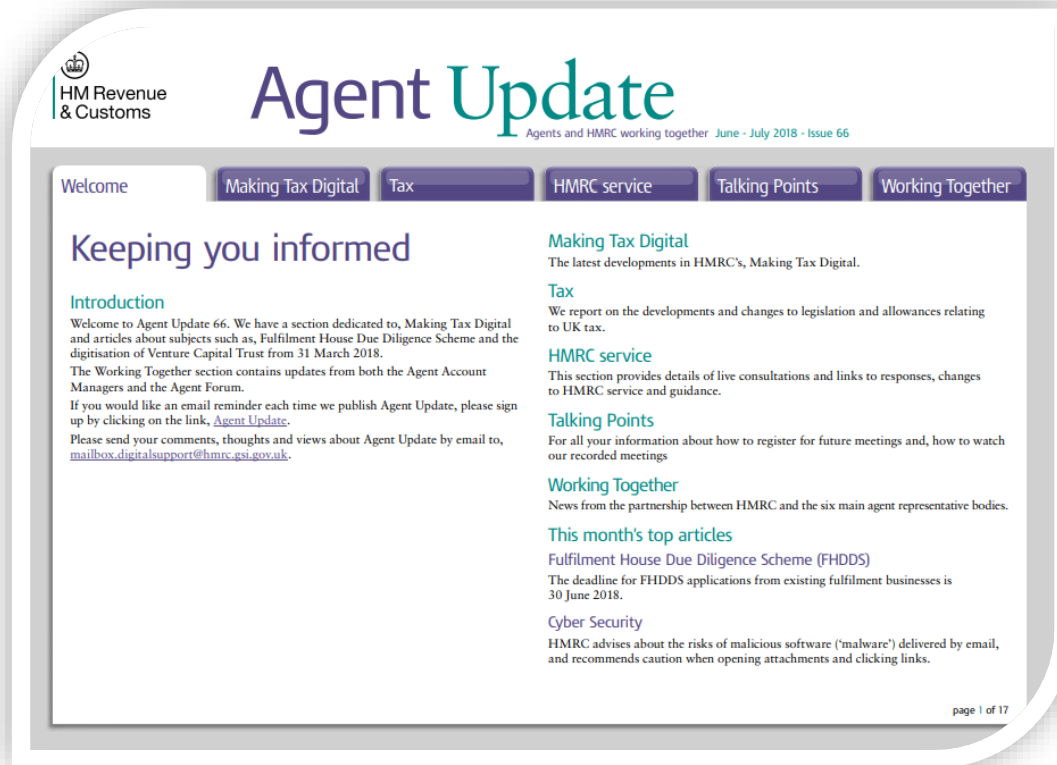 HM Revenue
& Customs
Agent Update
Agents and HMRC working together June - July 2018 - Issue 66
Welcome
Making Tax Digital
Tax
HMRC service
Talking Points
Working Together
Keeping you informed
Introduction
Welcome to Agent Update 66. We have a section dedicated to, Making Tax Digital
and articles about subjects such as, Fulfilment House Due Diligence Scheme and the
digitisation of Venture Capital Trust from 31 March 2018.
The Working Together section contains updates from both the Agent Account
Managers and the Agent Forum.
If you would like an email reminder each time we publish Agent Update, please sign
up by clicking on the link, Agent Update.
Please send your comments, thoughts and views about Agent Update by email to,
mailbox.digitalsupport@hmrc.gsi.gov.uk.
Making Tax Digital
The latest developments in HMRC's, Making Tax Digital.
Tax
We report on the developments and changes to legislation and allowances relating
to UK tax.
HMRC service
This section provides details of live consultations and links to responses, changes
to HMRC service and guidance.
Talking Points
For all your information about how to register for future meetings and, how to watch
our recorded meetings
Working Together
News from the partnership between HMRC and the six main agent representative bodies.
This month's top articles
Fulfilment House Due Diligence Scheme (FHDDS)
The deadline for FHDDS applications from existing fulfilment businesses is
30 June 2018.
Cyber Security
HMRC advises about the risks of malicious software ('malware') delivered by email,
and recommends caution when opening attachments and clicking links.
page 1 of 17